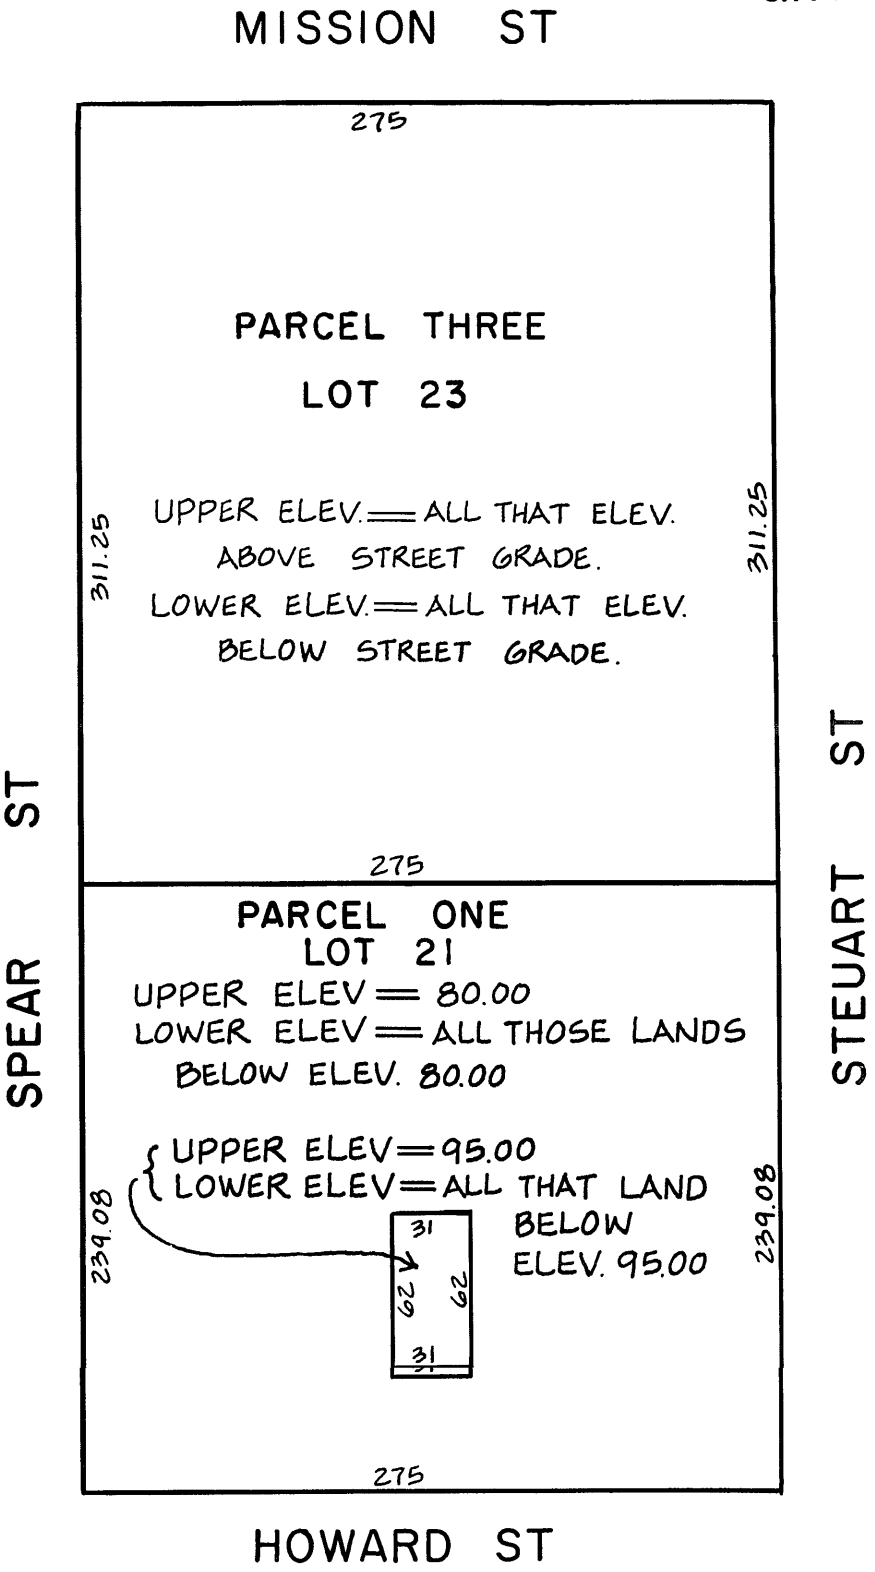 MISSION ST
275
PARCEL THREE
LOT 23
UPPER ELEV.=ALL THAT ELEV.
ABOVE STREET GRADE.
LOWER ELEV.=ALL THAT ELEV.
BELOW STREET GRADE.
311.25
311.25
275
SPEAR ST
STEUART ST
PARCEL ONE
LOT 21
UPPER ELEV = 80.00
LOWER ELEV = ALL THOSE LANDS
BELOW ELEV. 80.00
UPPER ELEV = 95.00
LOWER ELEV = ALL THAT LAND
BELOW
ELEV. 95.00
239.08
239.08
31
62
62
31
275
HOWARD ST